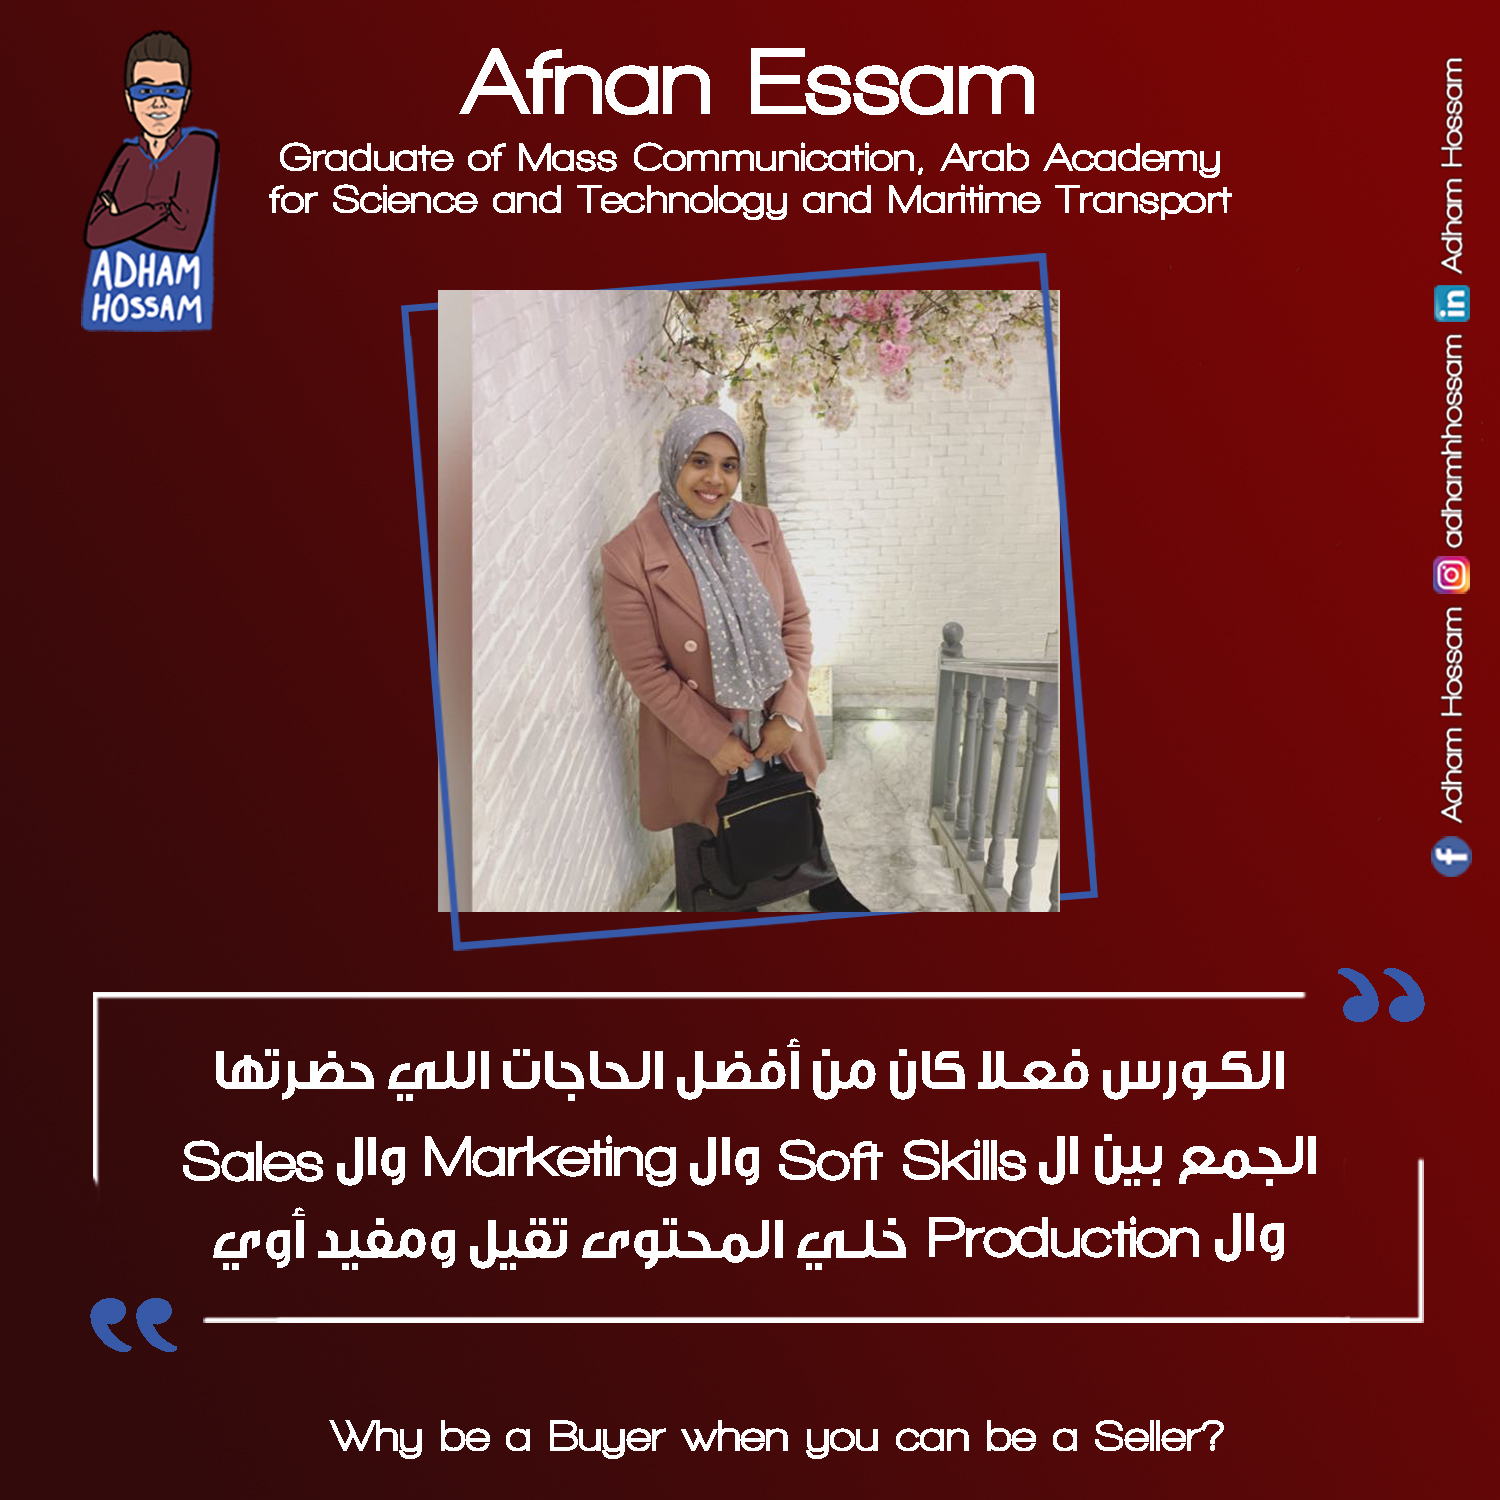 Afnan Essam
Graduate of Mass Communication, Arab Academy
for Science and Technology and Maritime Transport
ADHAM
HOSSAM
الكورس فعلا كان من أفضل الحاجات اللي حضرتها
الجمع بين ال Soft Skills وال Marketing وال Sales
وال Production خلي المحتوى تقيل ومفيد أوي
Why be a Buyer when you can be a Seller?
Adham Hossam
adhamhhossam
Adham Hossam